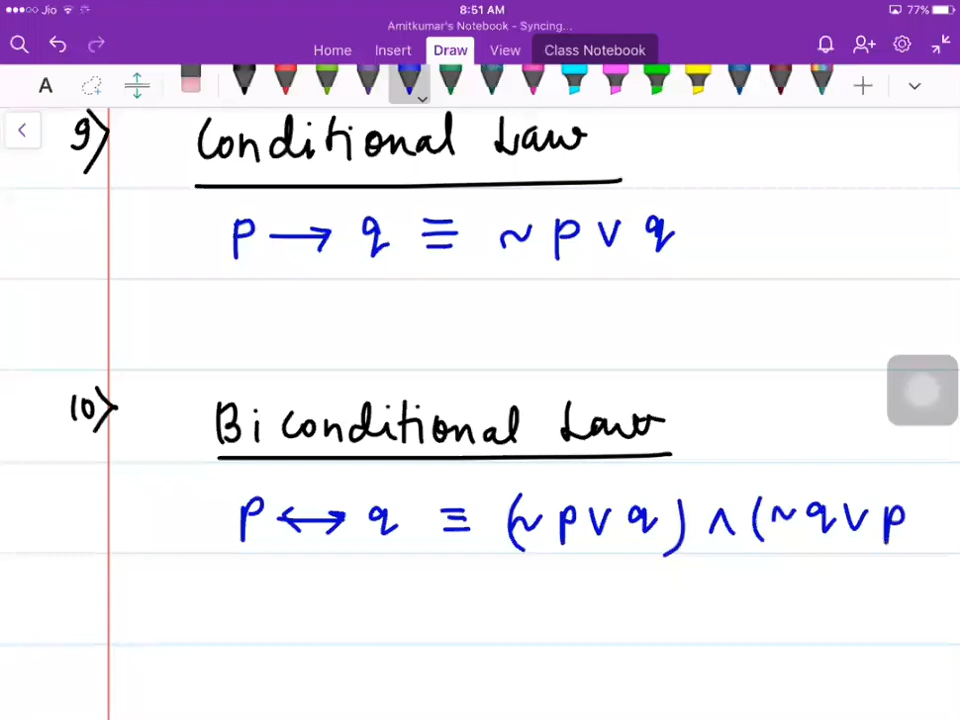 Jio 8:51 AM 77%
Amitkumar's Notebook - Syncing...
Home Insert Draw View Class Notebook
A
9) Conditional Law
p → q ≡ ~ p ∨ q
10) Biconditional Law
p ↔ q ≡ (~ p ∨ q) ∧ (~ q ∨ p